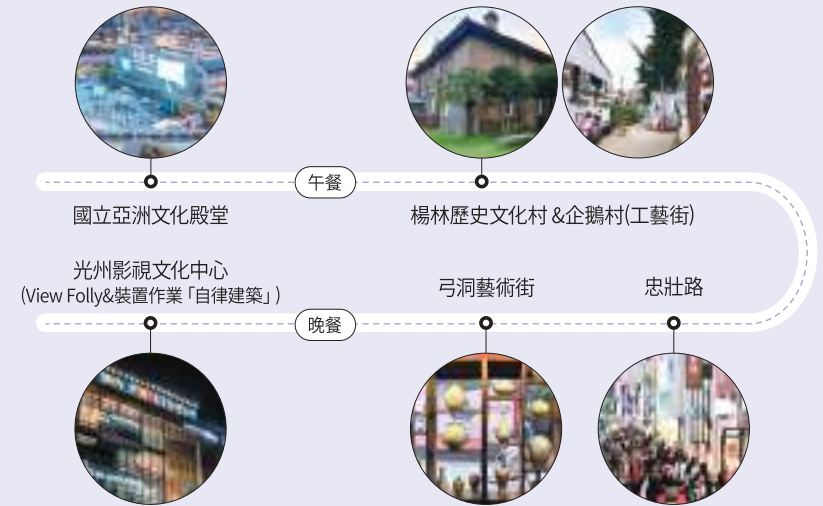 國立亞洲文化殿堂
午餐
楊林歷史文化村 &企鵝村(工藝街)
忠壯路
弓洞藝術街
晚餐
光州影視文化中心
(View Folly&裝置作業「自律建築」)